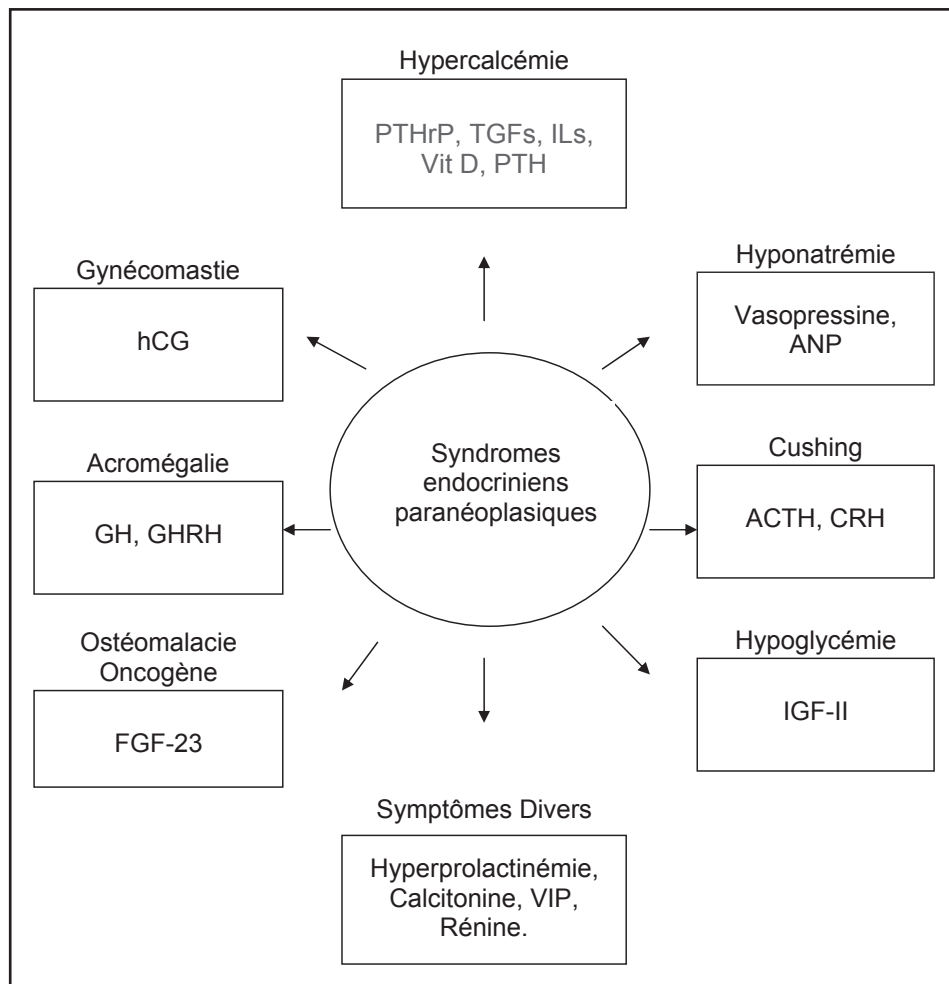 Hypercalcémie
PTHrP, TGFs, ILs,
Vit D, PTH
Gynécomastie
hCG
Hyponatrémie
Vasopressine,
ANP
Acromégalie
GH, GHRH
Syndromes
endocriniens
paranéoplasiques
Cushing
ACTH, CRH
Ostéomalacie
Oncogène
FGF-23
Hypoglycémie
IGF-II
Symptômes Divers
Hyperprolactinémie,
Calcitonine, VIP,
Rénine.